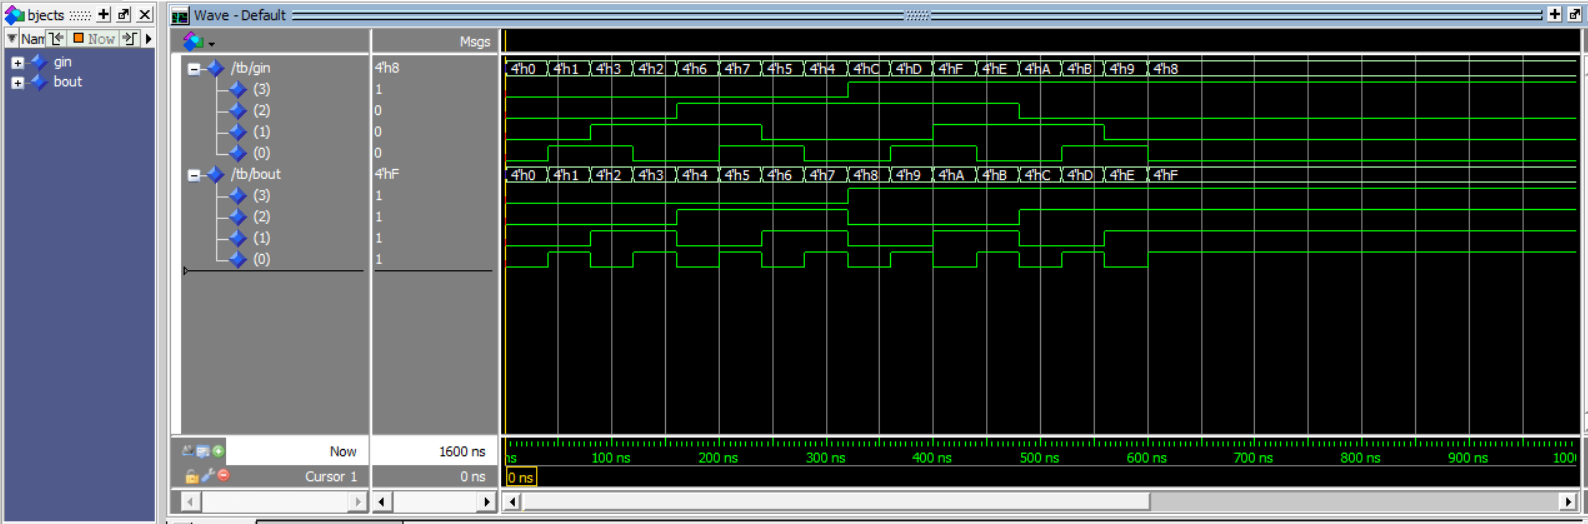 bjects
Wave - Default
Nam
Now
Msgs
gin
bout
/tb/gin 4'h8 4'h0 4'h1 4'h3 4'h2 4'h6 4'h7 4'h5 4'h4 4'hC 4'hD 4'hF 4'hE 4'hA 4'hB 4'h9 4'h8
(3) 1
(2) 0
(1) 0
(0) 0
/tb/bout 4'hF 4'h0 4'h1 4'h2 4'h3 4'h4 4'h5 4'h6 4'h7 4'h8 4'h9 4'hA 4'hB 4'hC 4'hD 4'hE 4'hF
(3) 1
(2) 1
(1) 1
(0) 1
Now 1600 ns ns 100 ns 200 ns 300 ns 400 ns 500 ns 600 ns 700 ns 800 ns 900 ns 100
Cursor 1 0 ns 0 ns